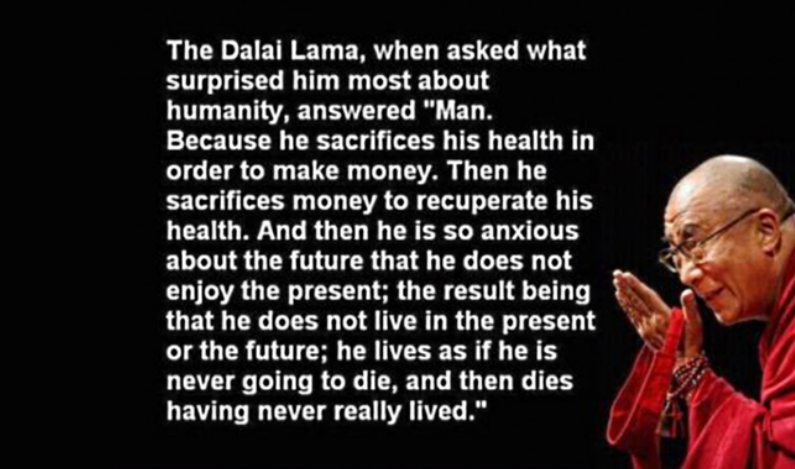 The Dalai Lama, when asked what
surprised him most about
humanity, answered "Man.
Because he sacrifices his health in
order to make money. Then he
sacrifices money to recuperate his
health. And then he is so anxious
about the future that he does not
enjoy the present; the result being
that he does not live in the present
or the future; he lives as if he is
never going to die, and then dies
having never really lived."